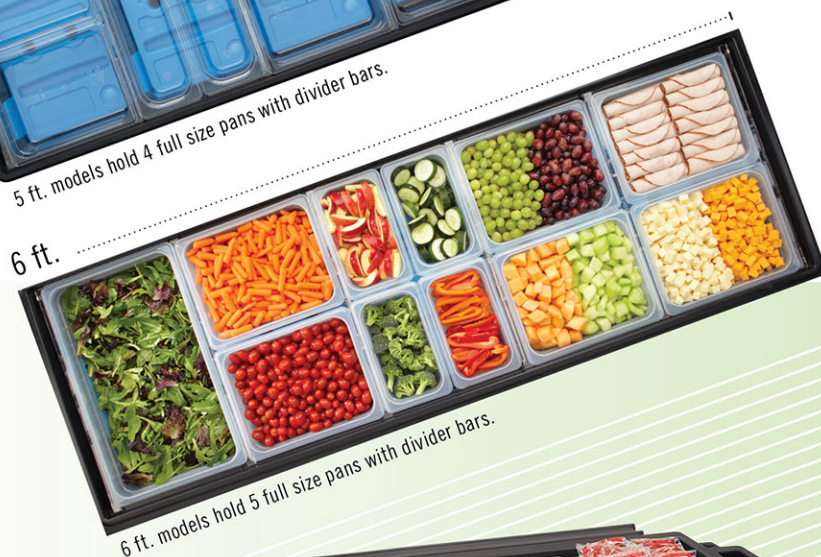 5 ft. models hold 4 full size pans with divider bars.
6 ft.
6 ft. models hold 5 full size pans with divider bars.